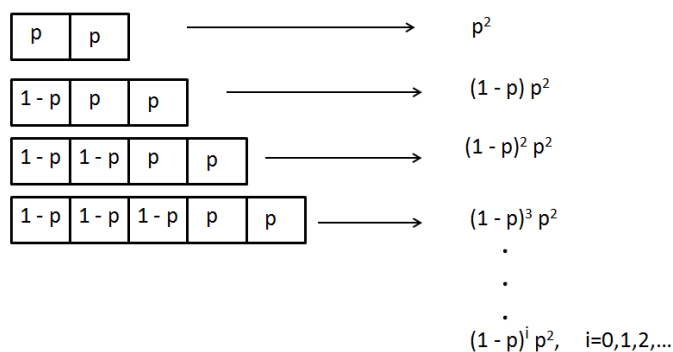 p p p²
1 - p p p (1 - p) p²
1 - p 1 - p p p (1 - p)² p²
1 - p 1 - p 1 - p p p (1 - p)³ p²
.
.
.
(1 - p)ⁱ p², i=0,1,2,...